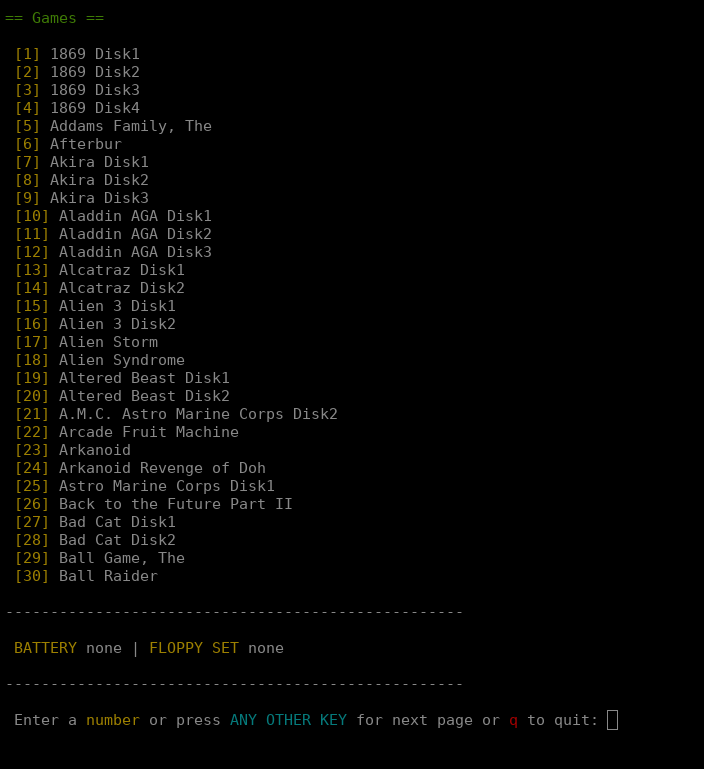 == Games ==
[1] 1869 Disk1
[2] 1869 Disk2
[3] 1869 Disk3
[4] 1869 Disk4
[5] Addams Family, The
[6] Afterbur
[7] Akira Disk1
[8] Akira Disk2
[9] Akira Disk3
[10] Aladdin AGA Disk1
[11] Aladdin AGA Disk2
[12] Aladdin AGA Disk3
[13] Alcatraz Disk1
[14] Alcatraz Disk2
[15] Alien 3 Disk1
[16] Alien 3 Disk2
[17] Alien Storm
[18] Alien Syndrome
[19] Altered Beast Disk1
[20] Altered Beast Disk2
[21] A.M.C. Astro Marine Corps Disk2
[22] Arcade Fruit Machine
[23] Arkanoid
[24] Arkanoid Revenge of Doh
[25] Astro Marine Corps Disk1
[26] Back to the Future Part II
[27] Bad Cat Disk1
[28] Bad Cat Disk2
[29] Ball Game, The
[30] Ball Raider
---------------------------------------------------
BATTERY none | FLOPPY SET none
---------------------------------------------------
Enter a number or press ANY OTHER KEY for next page or q to quit: